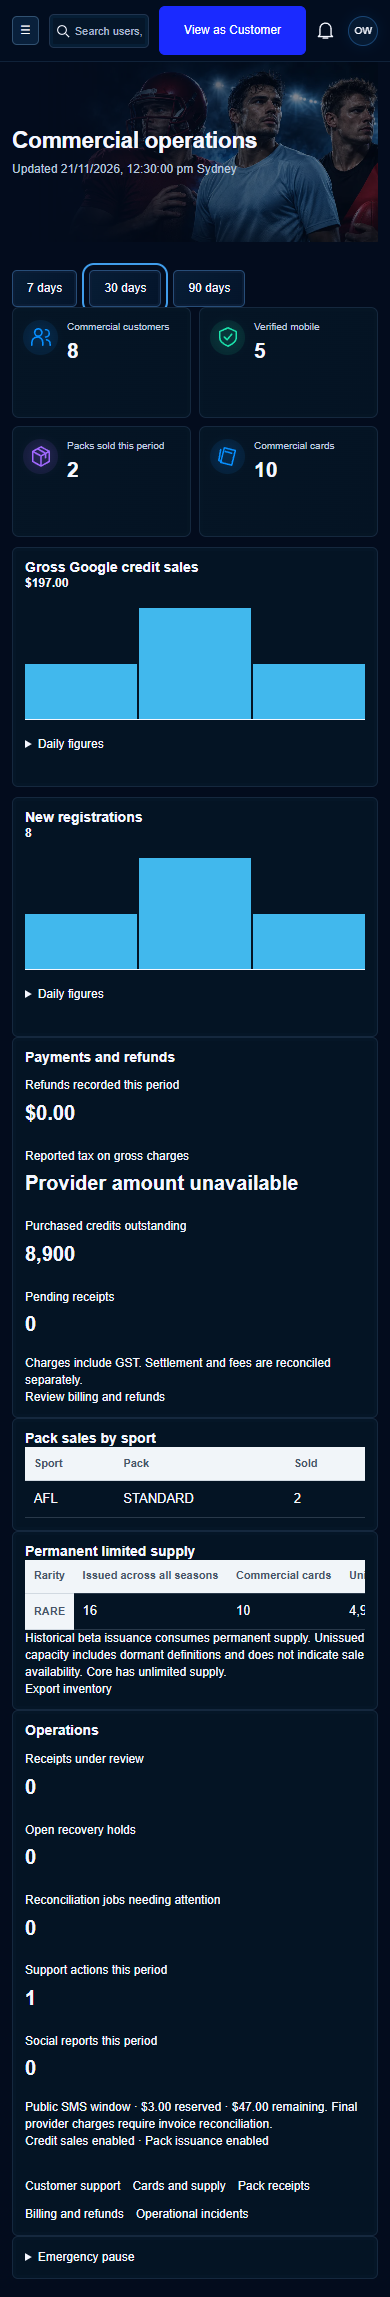 Search users,
View as Customer
OW
Commercial operations
Updated 21/11/2026, 12:30:00 pm Sydney
7 days
30 days
90 days
Commercial customers
8
Verified mobile
5
Packs sold this period
2
Commercial cards
10
Gross Google credit sales
$197.00
Daily figures
New registrations
8
Daily figures
Payments and refunds
Refunds recorded this period
$0.00
Reported tax on gross charges
Provider amount unavailable
Purchased credits outstanding
8,900
Pending receipts
0
Charges include GST. Settlement and fees are reconciled
separately.
Review billing and refunds
Pack sales by sport
Sport Pack Sold
AFL STANDARD 2
Permanent limited supply
Rarity Issued across all seasons Commercial cards Uni
RARE 16 10 4,9
Historical beta issuance consumes permanent supply. Unissued
capacity includes dormant definitions and does not indicate sale
availability. Core has unlimited supply.
Export inventory
Operations
Receipts under review
0
Open recovery holds
0
Reconciliation jobs needing attention
0
Support actions this period
1
Social reports this period
0
Public SMS window · $3.00 reserved · $47.00 remaining. Final
provider charges require invoice reconciliation.
Credit sales enabled · Pack issuance enabled
Customer support Cards and supply Pack receipts
Billing and refunds Operational incidents
Emergency pause